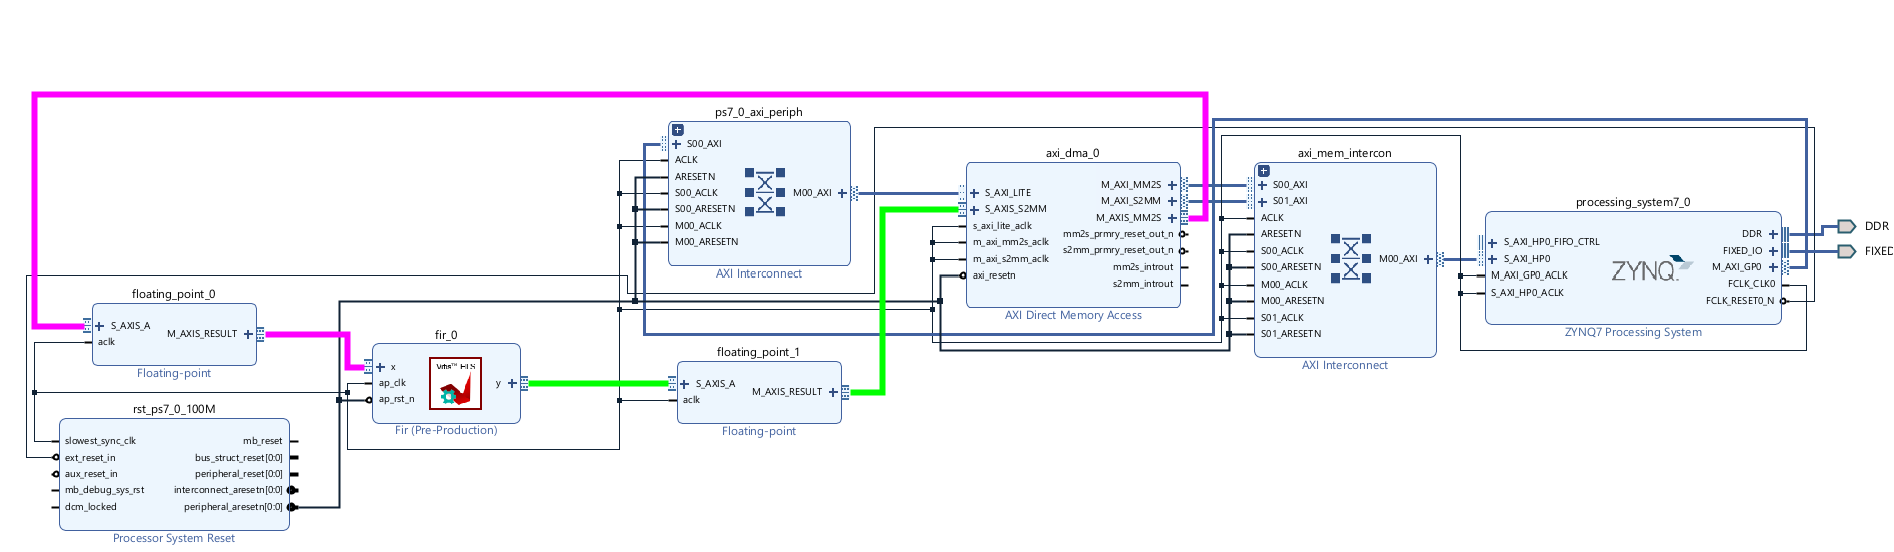 ps7_0_axi_periph
S00_AXI
ACLK
ARESETN
S00_ACLK
S00_ARESETN
M00_ACLK
M00_ARESETN
M00_AXI
AXI Interconnect
axi_dma_0
S_AXI_LITE
S_AXIS_S2MM
s_axi_lite_aclk
m_axi_mm2s_aclk
m_axi_s2mm_aclk
axi_resetn
M_AXI_MM2S
M_AXI_S2MM
M_AXIS_MM2S
mm2s_prmry_reset_out_n
s2mm_prmry_reset_out_n
mm2s_introut
s2mm_introut
AXI Direct Memory Access
axi_mem_intercon
S00_AXI
S01_AXI
ACLK
ARESETN
S00_ACLK
S00_ARESETN
M00_ACLK
M00_ARESETN
S01_ACLK
S01_ARESETN
M00_AXI
AXI Interconnect
processing_system7_0
S_AXI_HP0_FIFO_CTRL
S_AXI_HP0
M_AXI_GP0_ACLK
S_AXI_HP0_ACLK
ZYNQ
DDR
FIXED_IO
M_AXI_GP0
FCLK_CLK0
FCLK_RESET0_N
ZYNQ7 Processing System
DDR
FIXED
floating_point_0
S_AXIS_A
aclk
M_AXIS_RESULT
Floating-point
fir_0
x
ap_clk
ap_rst_n
Vitis™ HLS
y
Fir (Pre-Production)
floating_point_1
S_AXIS_A
aclk
M_AXIS_RESULT
Floating-point
rst_ps7_0_100M
slowest_sync_clk
ext_reset_in
aux_reset_in
mb_debug_sys_rst
dcm_locked
mb_reset
bus_struct_reset[0:0]
peripheral_reset[0:0]
interconnect_aresetn[0:0]
peripheral_aresetn[0:0]
Processor System Reset